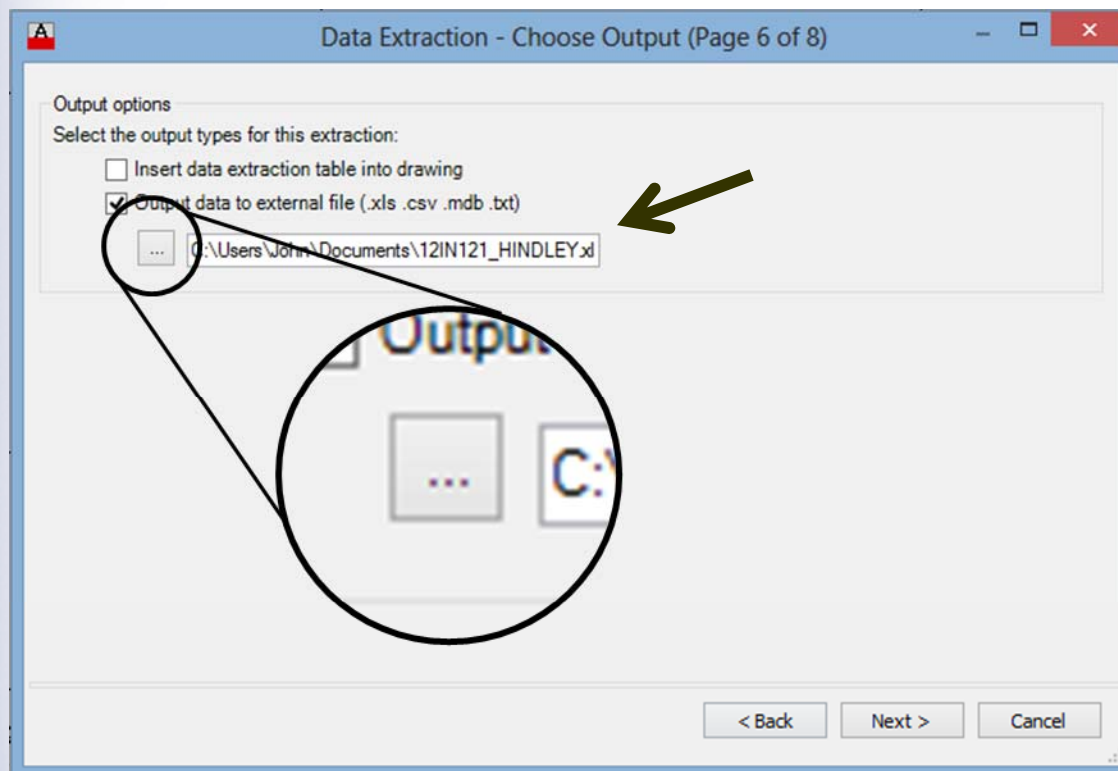 Data Extraction - Choose Output (Page 6 of 8)
Output options
Select the output types for this extraction:
Insert data extraction table into drawing
Output data to external file (.xls .csv .mdb .txt)
... C:\Users\John\Documents\12IN121_HINDLEY.xl
Output
... C:\
< Back Next > Cancel